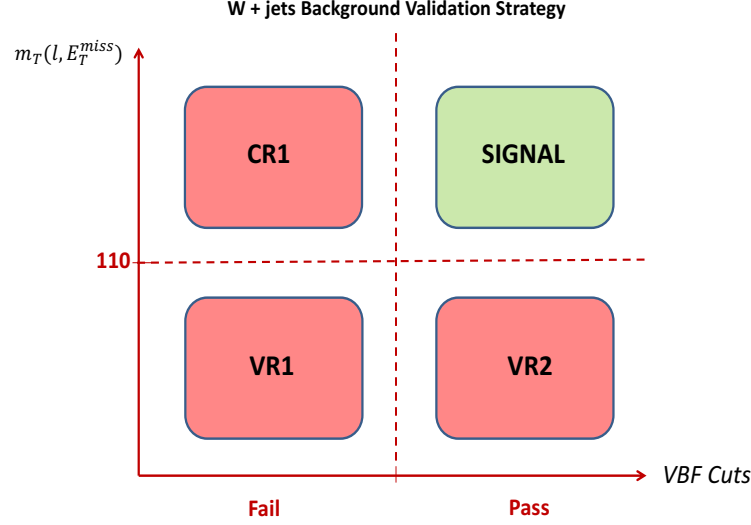 W + jets Background Validation Strategy
m_T(l, E_T^{miss})
CR1
SIGNAL
110
VR1
VR2
VBF Cuts
Fail
Pass